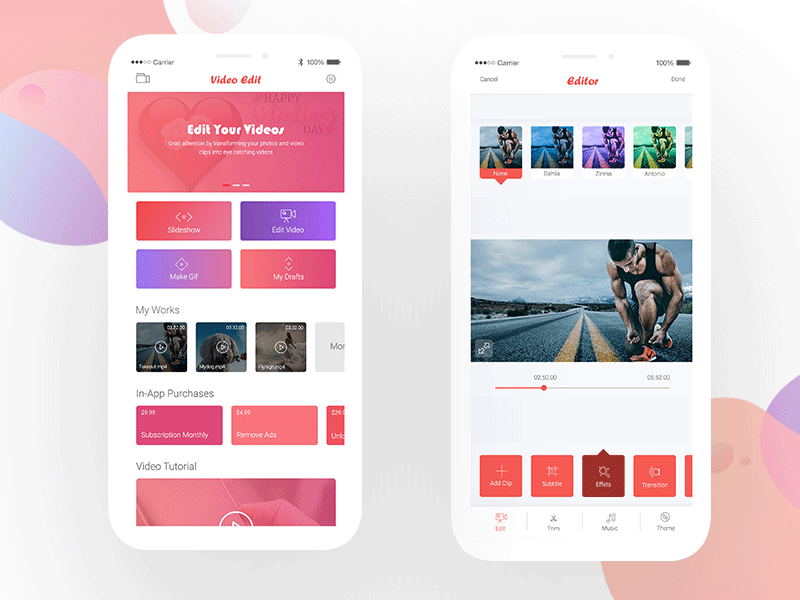 Carrier
100%
Video Edit
HAPPY
Valentine's
DAY
Edit Your Videos
Grab attention by transforming your photos and video
clips into eye catching videos
Slideshow
Edit Video
Make Gif
My Drafts
My Works
03.32.00
03.32.00
03.32.00
Takeout.mp4
Mydog.mp4
Flyhigh.mp4
Mor
In-App Purchases
$9.99
Subscription Monthly
$4.99
Remove Ads
$29.9
Unlo
Video Tutorial
Carrier
100%
Cancel
Editor
Done
None
Dahlia
Zinnia
Antonio
02:50.00
05.52.00
Add Clip
Subtitle
Effets
Transition
Edit
Trim
Music
Theme